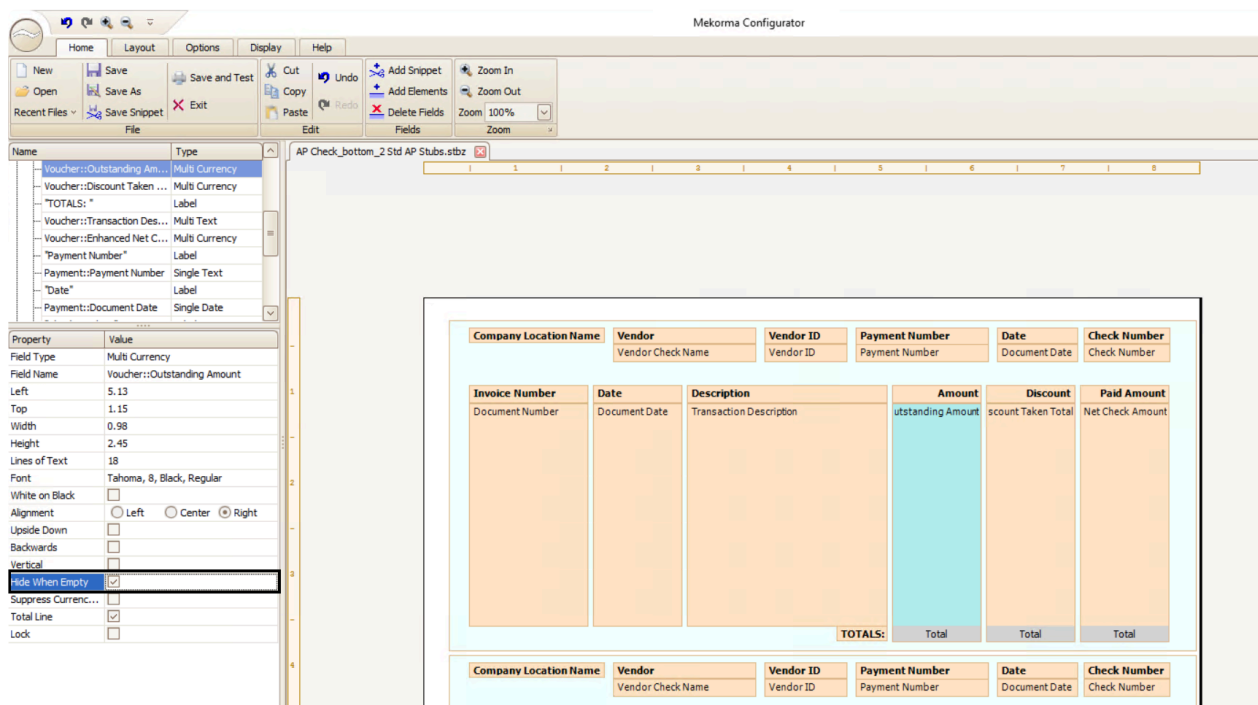 Mekorma Configurator
Home Layout Options Display Help
New Save Save and Test Cut Undo Add Snippet Zoom In
Open Save As Copy Add Elements Zoom Out
Recent Files Save Snippet Exit Paste Redo Delete Fields Zoom 100%
File Edit Fields Zoom
Name Type
AP Check_bottom_2 Std AP Stubs.stbz
1 2 3 4 5 6 7 8
Voucher::Outstanding Am... Multi Currency
Voucher::Discount Taken ... Multi Currency
"TOTALS: " Label
Voucher::Transaction Des... Multi Text
Voucher::Enhanced Net C... Multi Currency
"Payment Number" Label
Payment::Payment Number Single Text
"Date" Label
Payment::Document Date Single Date
Property Value
Field Type Multi Currency
Field Name Voucher::Outstanding Amount
Left 5.13
Top 1.15
Width 0.98
Height 2.45
Lines of Text 18
Font Tahoma, 8, Black, Regular
White on Black
Alignment Left Center Right
Upside Down
Backwards
Vertical
Hide When Empty
Suppress Currenc...
Total Line
Lock
1
2
3
4
Company Location Name Vendor Vendor ID Payment Number Date Check Number
Vendor Check Name Vendor ID Payment Number Document Date Check Number
Invoice Number Date Description Amount Discount Paid Amount
Document Number Document Date Transaction Description utstanding Amount scount Taken Total Net Check Amount
TOTALS: Total Total Total
Company Location Name Vendor Vendor ID Payment Number Date Check Number
Vendor Check Name Vendor ID Payment Number Document Date Check Number